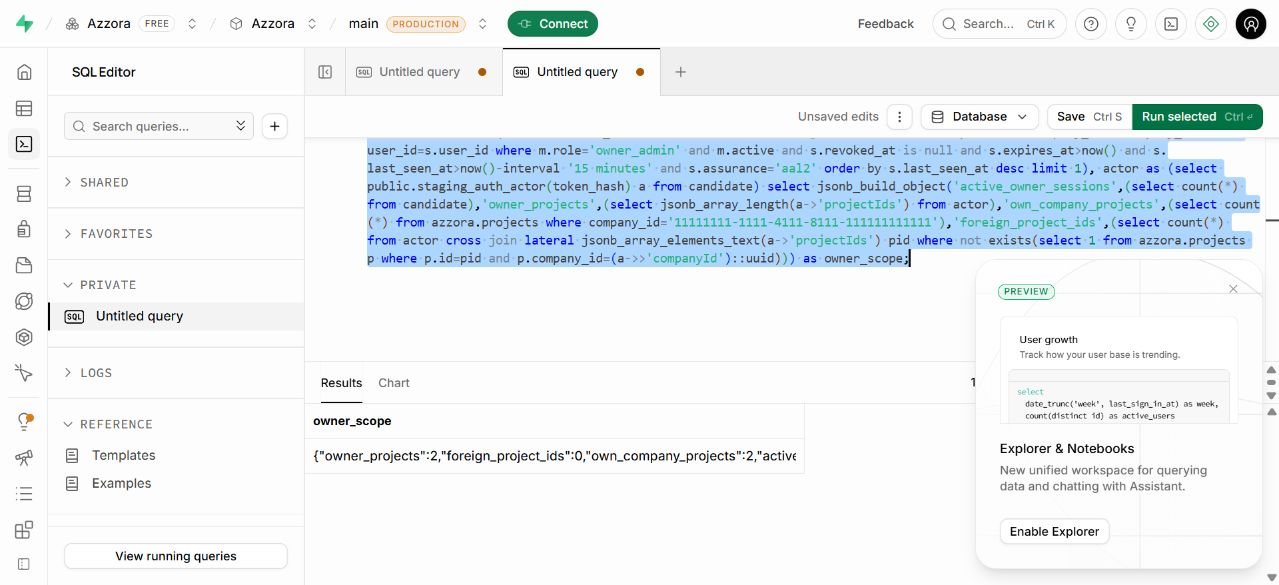 Azzora FREE / Azzora / main PRODUCTION Connect Feedback Search... Ctrl K
SQL Editor
Untitled query
Untitled query
Search queries...
Unsaved edits Database Save Ctrl S Run selected Ctrl
SHARED
FAVORITES
PRIVATE
SQL Untitled query
LOGS
REFERENCE
Templates
Examples
View running queries
user_id=s.user_id where m.role='owner_admin' and m.active and s.revoked_at is null and s.expires_at>now() and s.
last_seen_at>now()-interval '15 minutes' and s.assurance='aal2' order by s.last_seen_at desc limit 1), actor as (select
public.staging_auth_actor(token_hash) a from candidate) select jsonb_build_object('active_owner_sessions',(select count(*)
from candidate),'owner_projects',(select jsonb_array_length(a->'projectIds') from actor),'own_company_projects',(select count
(*) from azzora.projects where company_id='11111111-1111-4111-8111-111111111111'),'foreign_project_ids',(select count(*)
from actor cross join lateral jsonb_array_elements_text(a->'projectIds') pid where not exists(select 1 from azzora.projects
p where p.id=pid and p.company_id=(a->>'companyId')::uuid))) as owner_scope;
Results Chart 1
owner_scope
{"owner_projects":2,"foreign_project_ids":0,"own_company_projects":2,"active
PREVIEW
User growth
Track how your user base is trending.
select
date_trunc('week', last_sign_in_at) as week,
count(distinct id) as active_users
Explorer & Notebooks
New unified workspace for querying
data and chatting with Assistant.
Enable Explorer